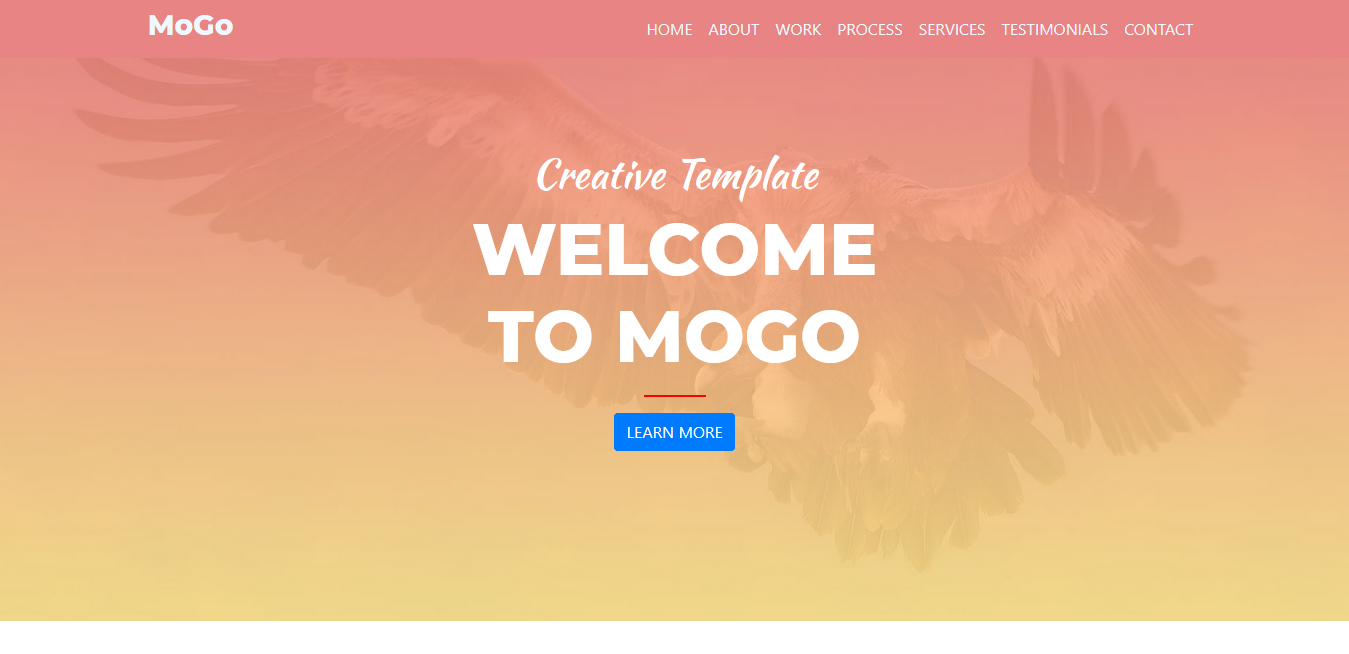 MoGo
HOME ABOUT WORK PROCESS SERVICES TESTIMONIALS CONTACT
Creative Template
WELCOME
TO MOGO
LEARN MORE